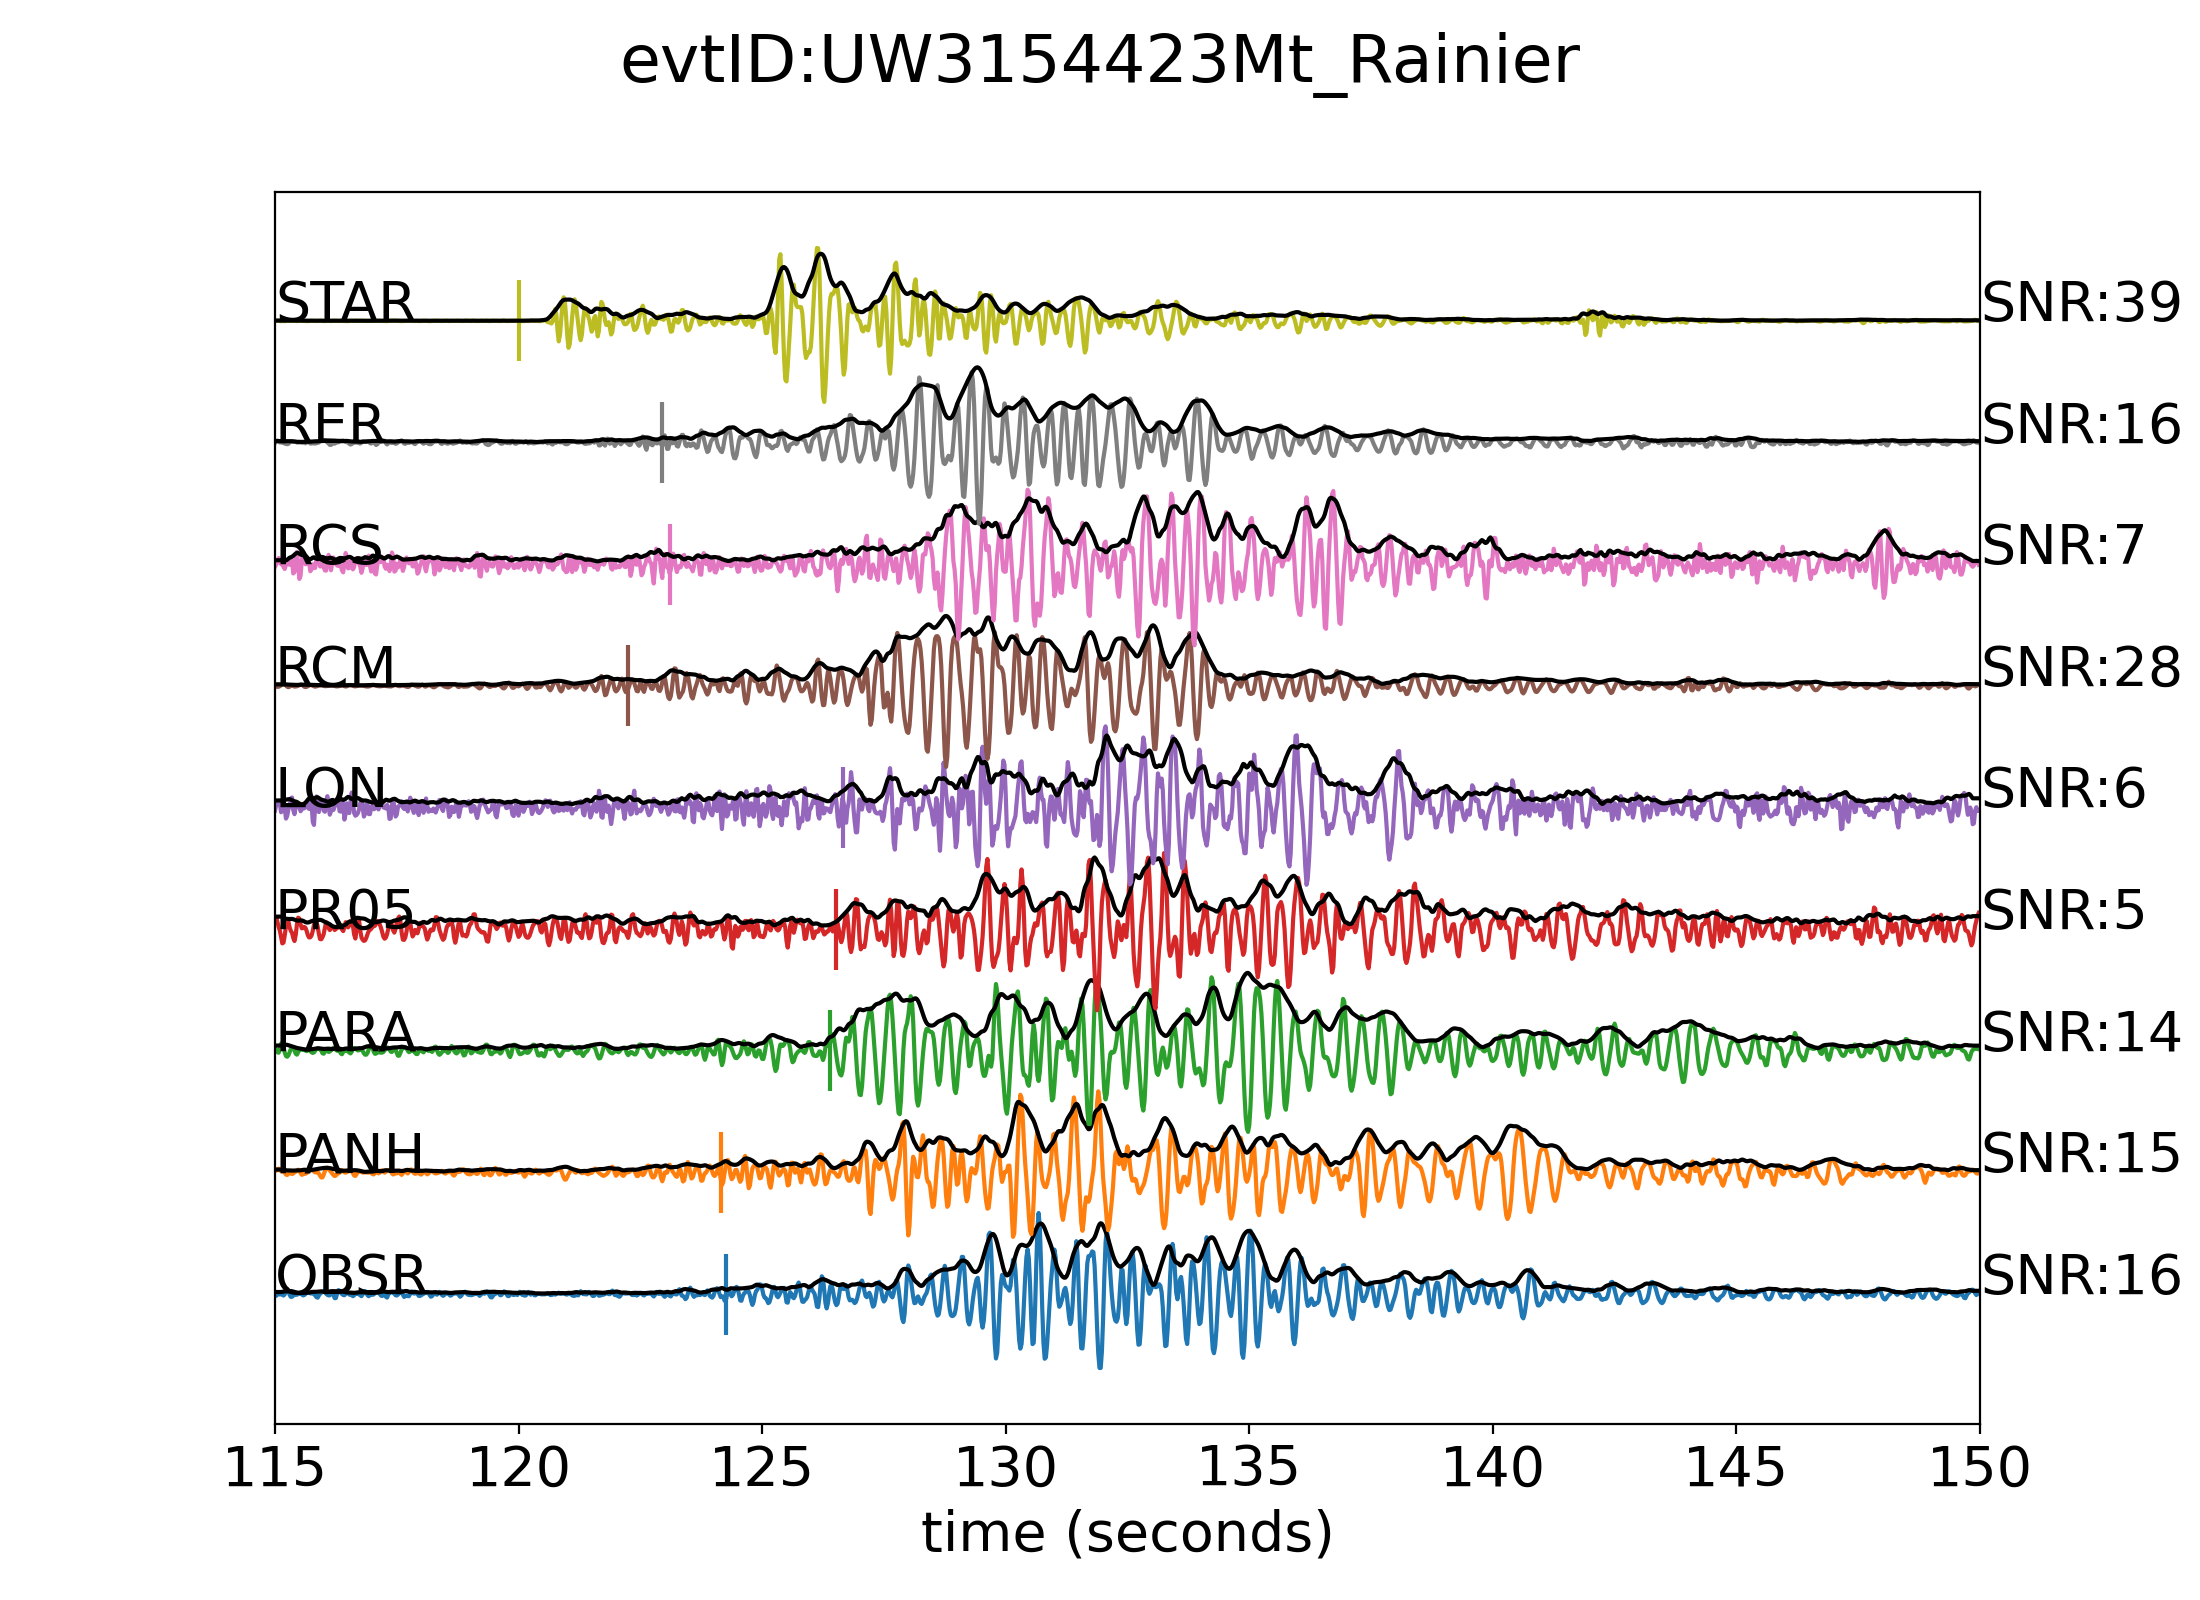 evtID:UW3154423Mt_Rainier
STAR SNR:39
RER SNR:16
RCS SNR:7
RCM SNR:28
LON SNR:6
PR05 SNR:5
PARA SNR:14
PANH SNR:15
OBSR SNR:16
115 120 125 130 135 140 145 150
time (seconds)